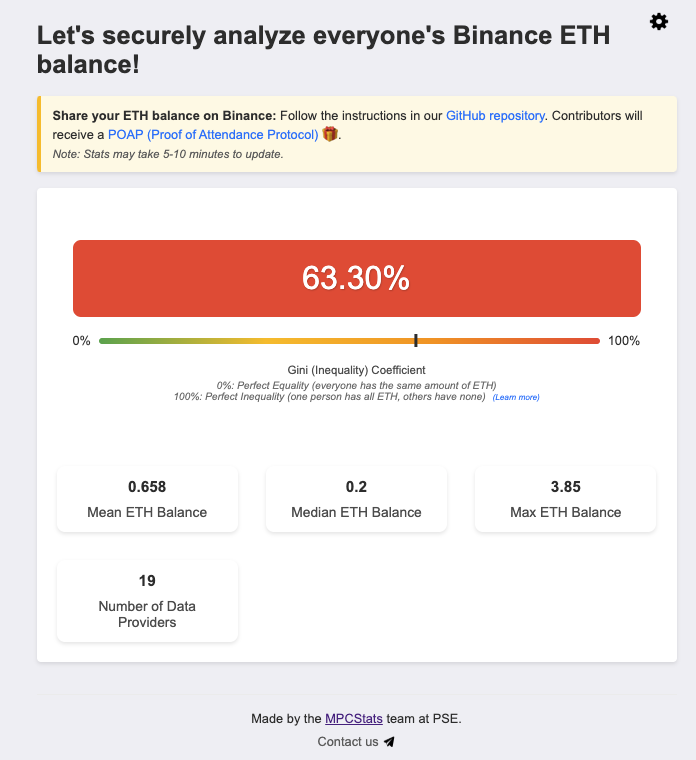 Let's securely analyze everyone's Binance ETH
balance!
Share your ETH balance on Binance: Follow the instructions in our GitHub repository. Contributors will
receive a POAP (Proof of Attendance Protocol) 🎁.
Note: Stats may take 5-10 minutes to update.
63.30%
0%
100%
Gini (Inequality) Coefficient
0%: Perfect Equality (everyone has the same amount of ETH)
100%: Perfect Inequality (one person has all ETH, others have none) (Learn more)
0.658
Mean ETH Balance
0.2
Median ETH Balance
3.85
Max ETH Balance
19
Number of Data
Providers
Made by the MPCStats team at PSE.
Contact us